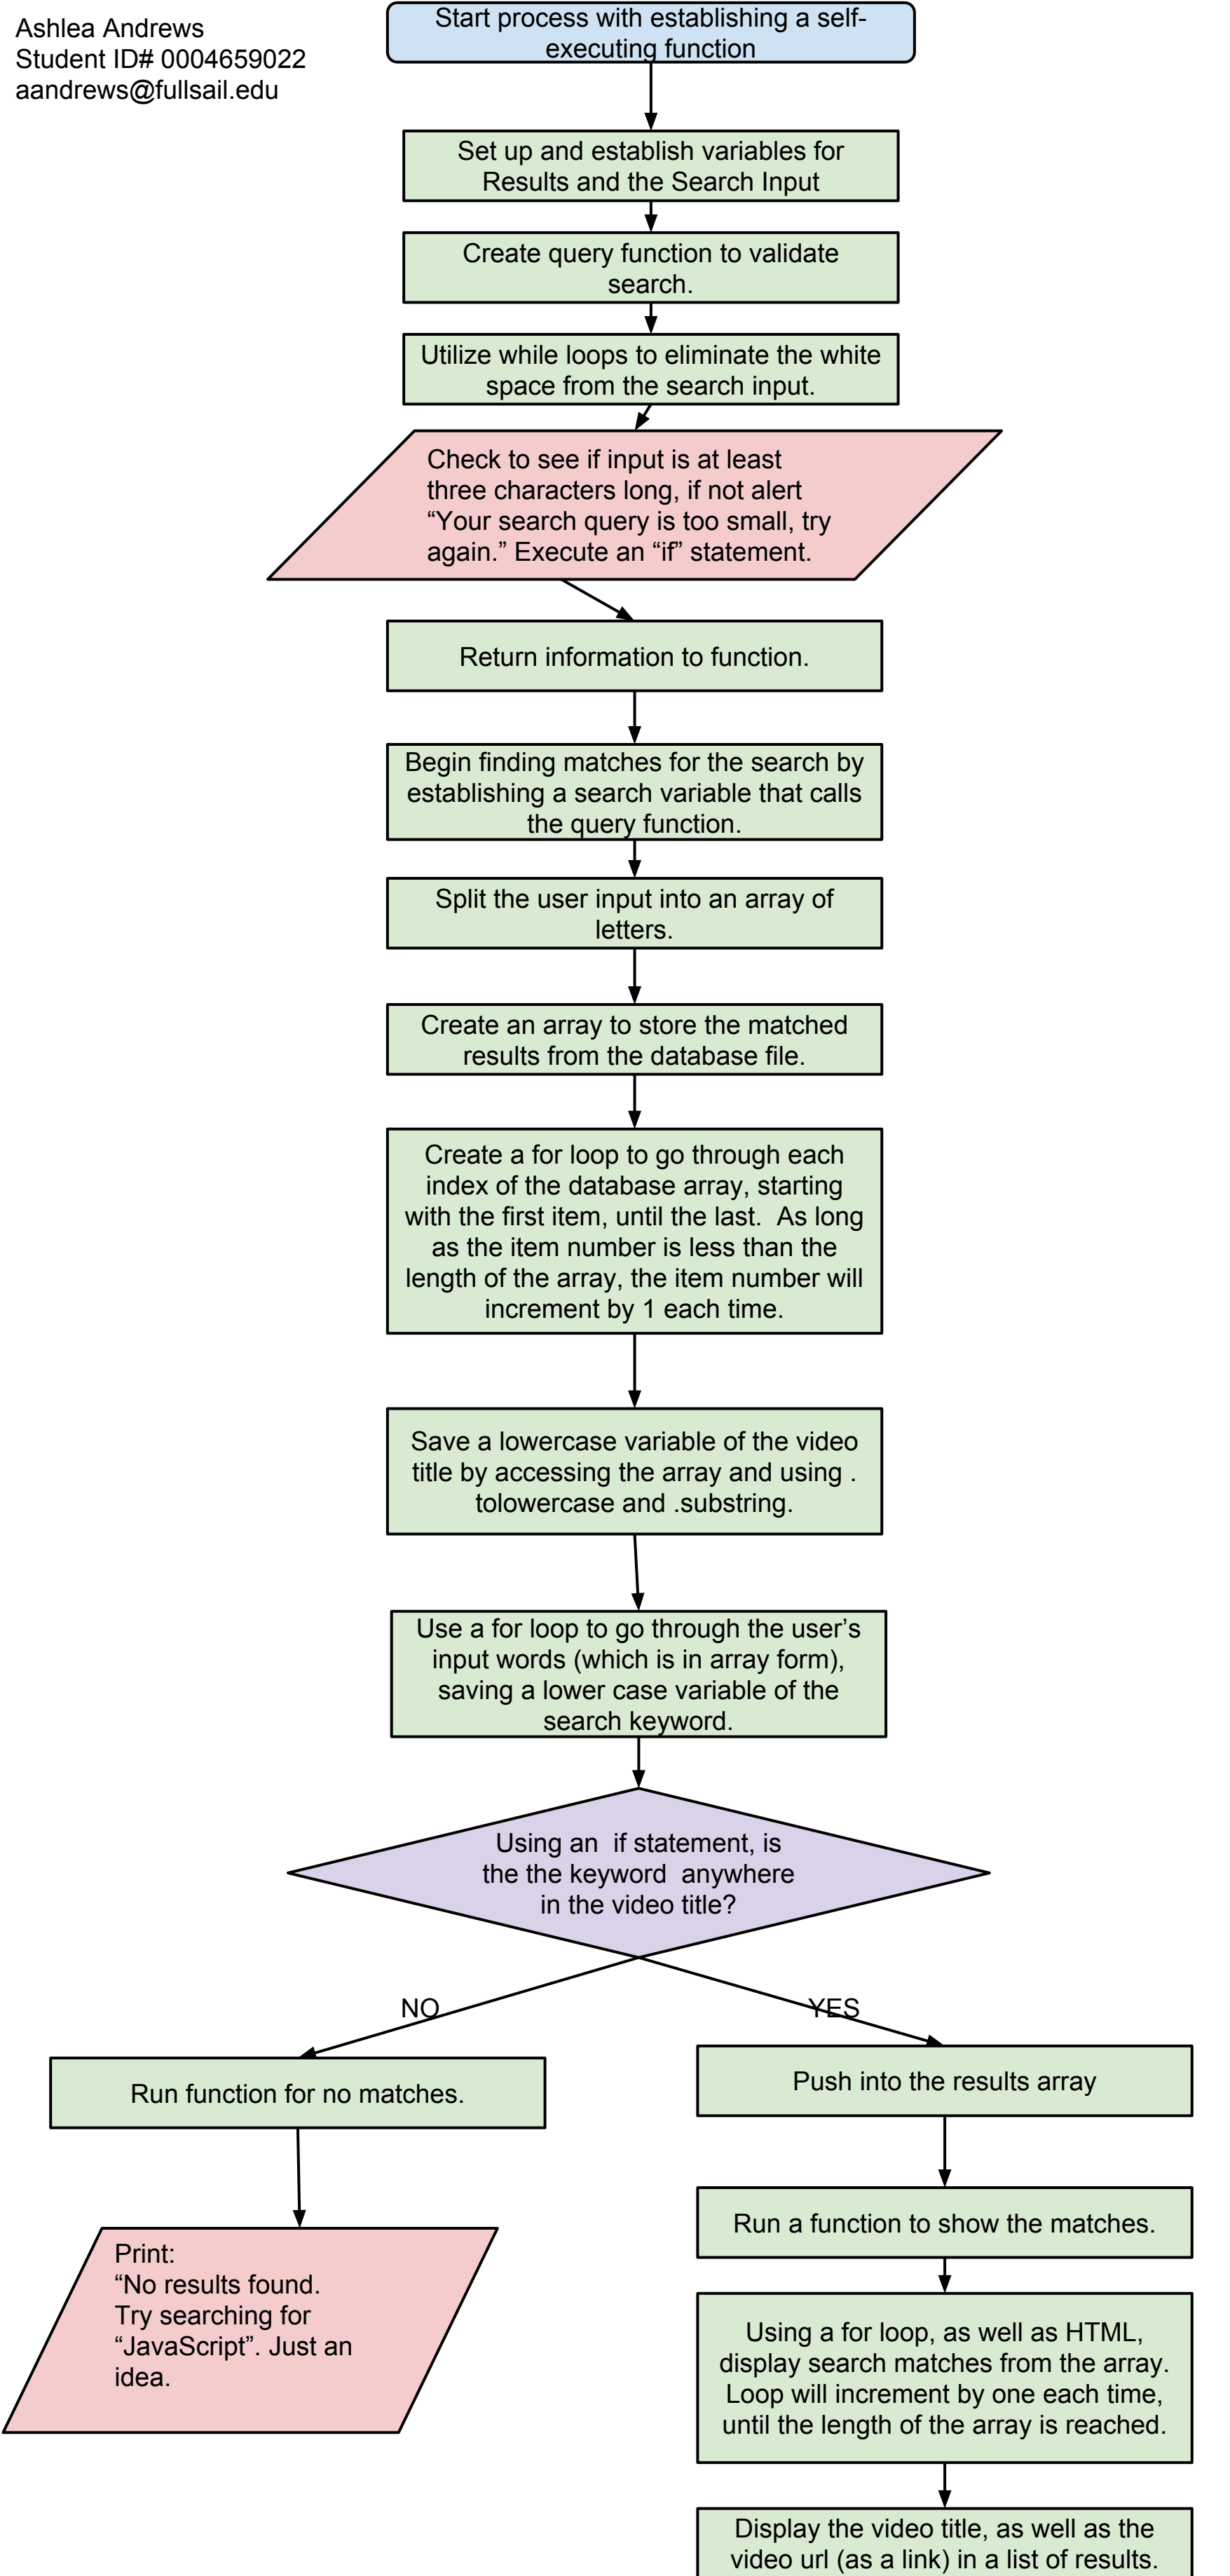 Ashlea Andrews
Student ID# 0004659022
aandrews@fullsail.edu
Start process with establishing a self-
executing function
Set up and establish variables for
Results and the Search Input
Create query function to validate
search.
Utilize while loops to eliminate the white
space from the search input.
Check to see if input is at least
three characters long, if not alert
“Your search query is too small, try
again.” Execute an “if” statement.
Return information to function.
Begin finding matches for the search by
establishing a search variable that calls
the query function.
Split the user input into an array of
letters.
Create an array to store the matched
results from the database file.
Create a for loop to go through each
index of the database array, starting
with the first item, until the last.  As long
as the item number is less than the
length of the array, the item number will
increment by 1 each time.
Save a lowercase variable of the video
title by accessing the array and using .
tolowercase and .substring.
Use a for loop to go through the user’s
input words (which is in array form),
saving a lower case variable of the
search keyword.
Using an  if statement, is
the the keyword  anywhere
in the video title?
NO
YES
Run function for no matches.
Print:
“No results found.
Try searching for
“JavaScript”. Just an
idea.
Push into the results array
Run a function to show the matches.
Using a for loop, as well as HTML,
display search matches from the array.
Loop will increment by one each time,
until the length of the array is reached.
Display the video title, as well as the
video url (as a link) in a list of results.